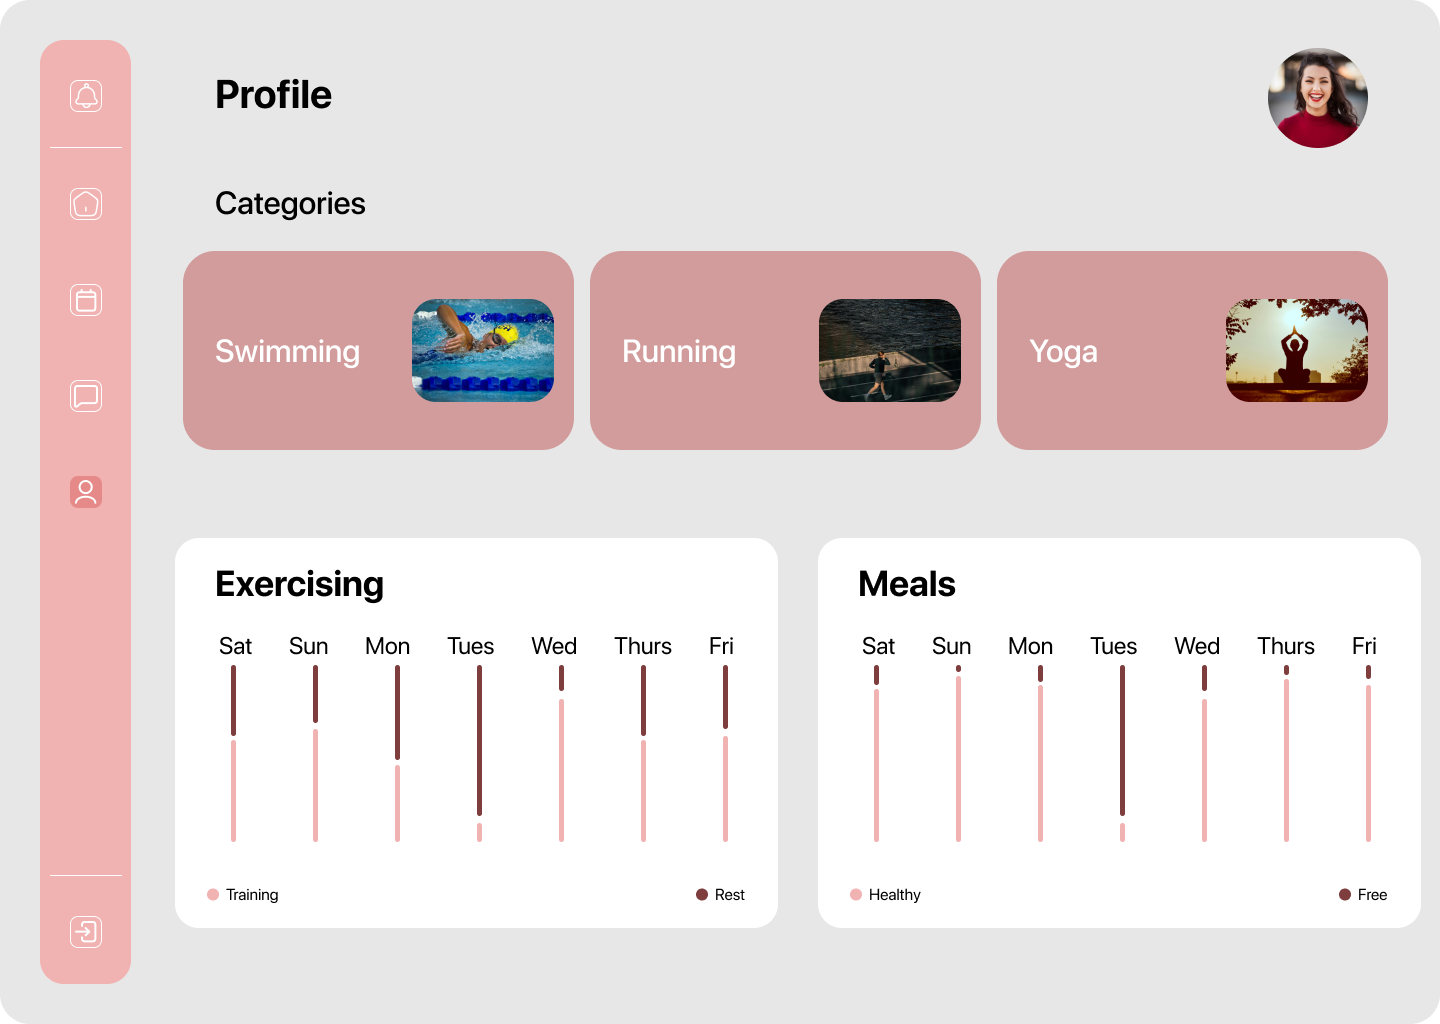 Profile
Categories
Swimming
Running
Yoga
Exercising
Sat Sun Mon Tues Wed Thurs Fri
Training
Rest
Meals
Sat Sun Mon Tues Wed Thurs Fri
Healthy
Free